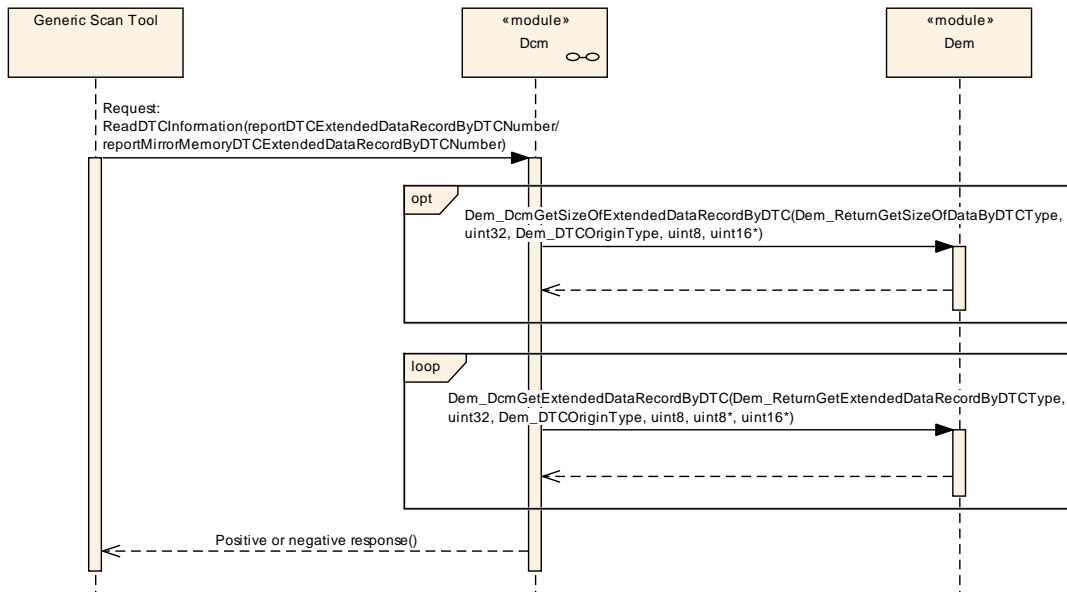 Generic Scan Tool
«module»
Dcm
«module»
Dem
Request:
ReadDTCInformation(reportDTCExtendedDataRecordByDTCNumber/
reportMirrorMemoryDTCExtendedDataRecordByDTCNumber)
opt
Dem_DcmGetSizeOfExtendedDataRecordByDTC(Dem_ReturnGetSizeOfDataByDTCType,
uint32, Dem_DTCOriginType, uint8, uint16*)
loop
Dem_DcmGetExtendedDataRecordByDTC(Dem_ReturnGetExtendedDataRecordByDTCType,
uint32, Dem_DTCOriginType, uint8, uint8*, uint16*)
Positive or negative response()